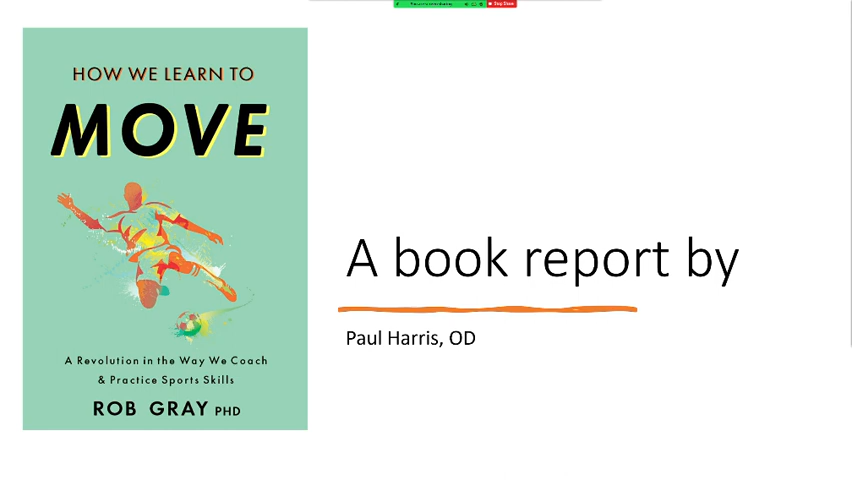 HOW WE LEARN TO
MOVE
A Revolution in the Way We Coach
& Practice Sports Skills
ROB GRAY PHD
A book report by
Paul Harris, OD
Stop Share